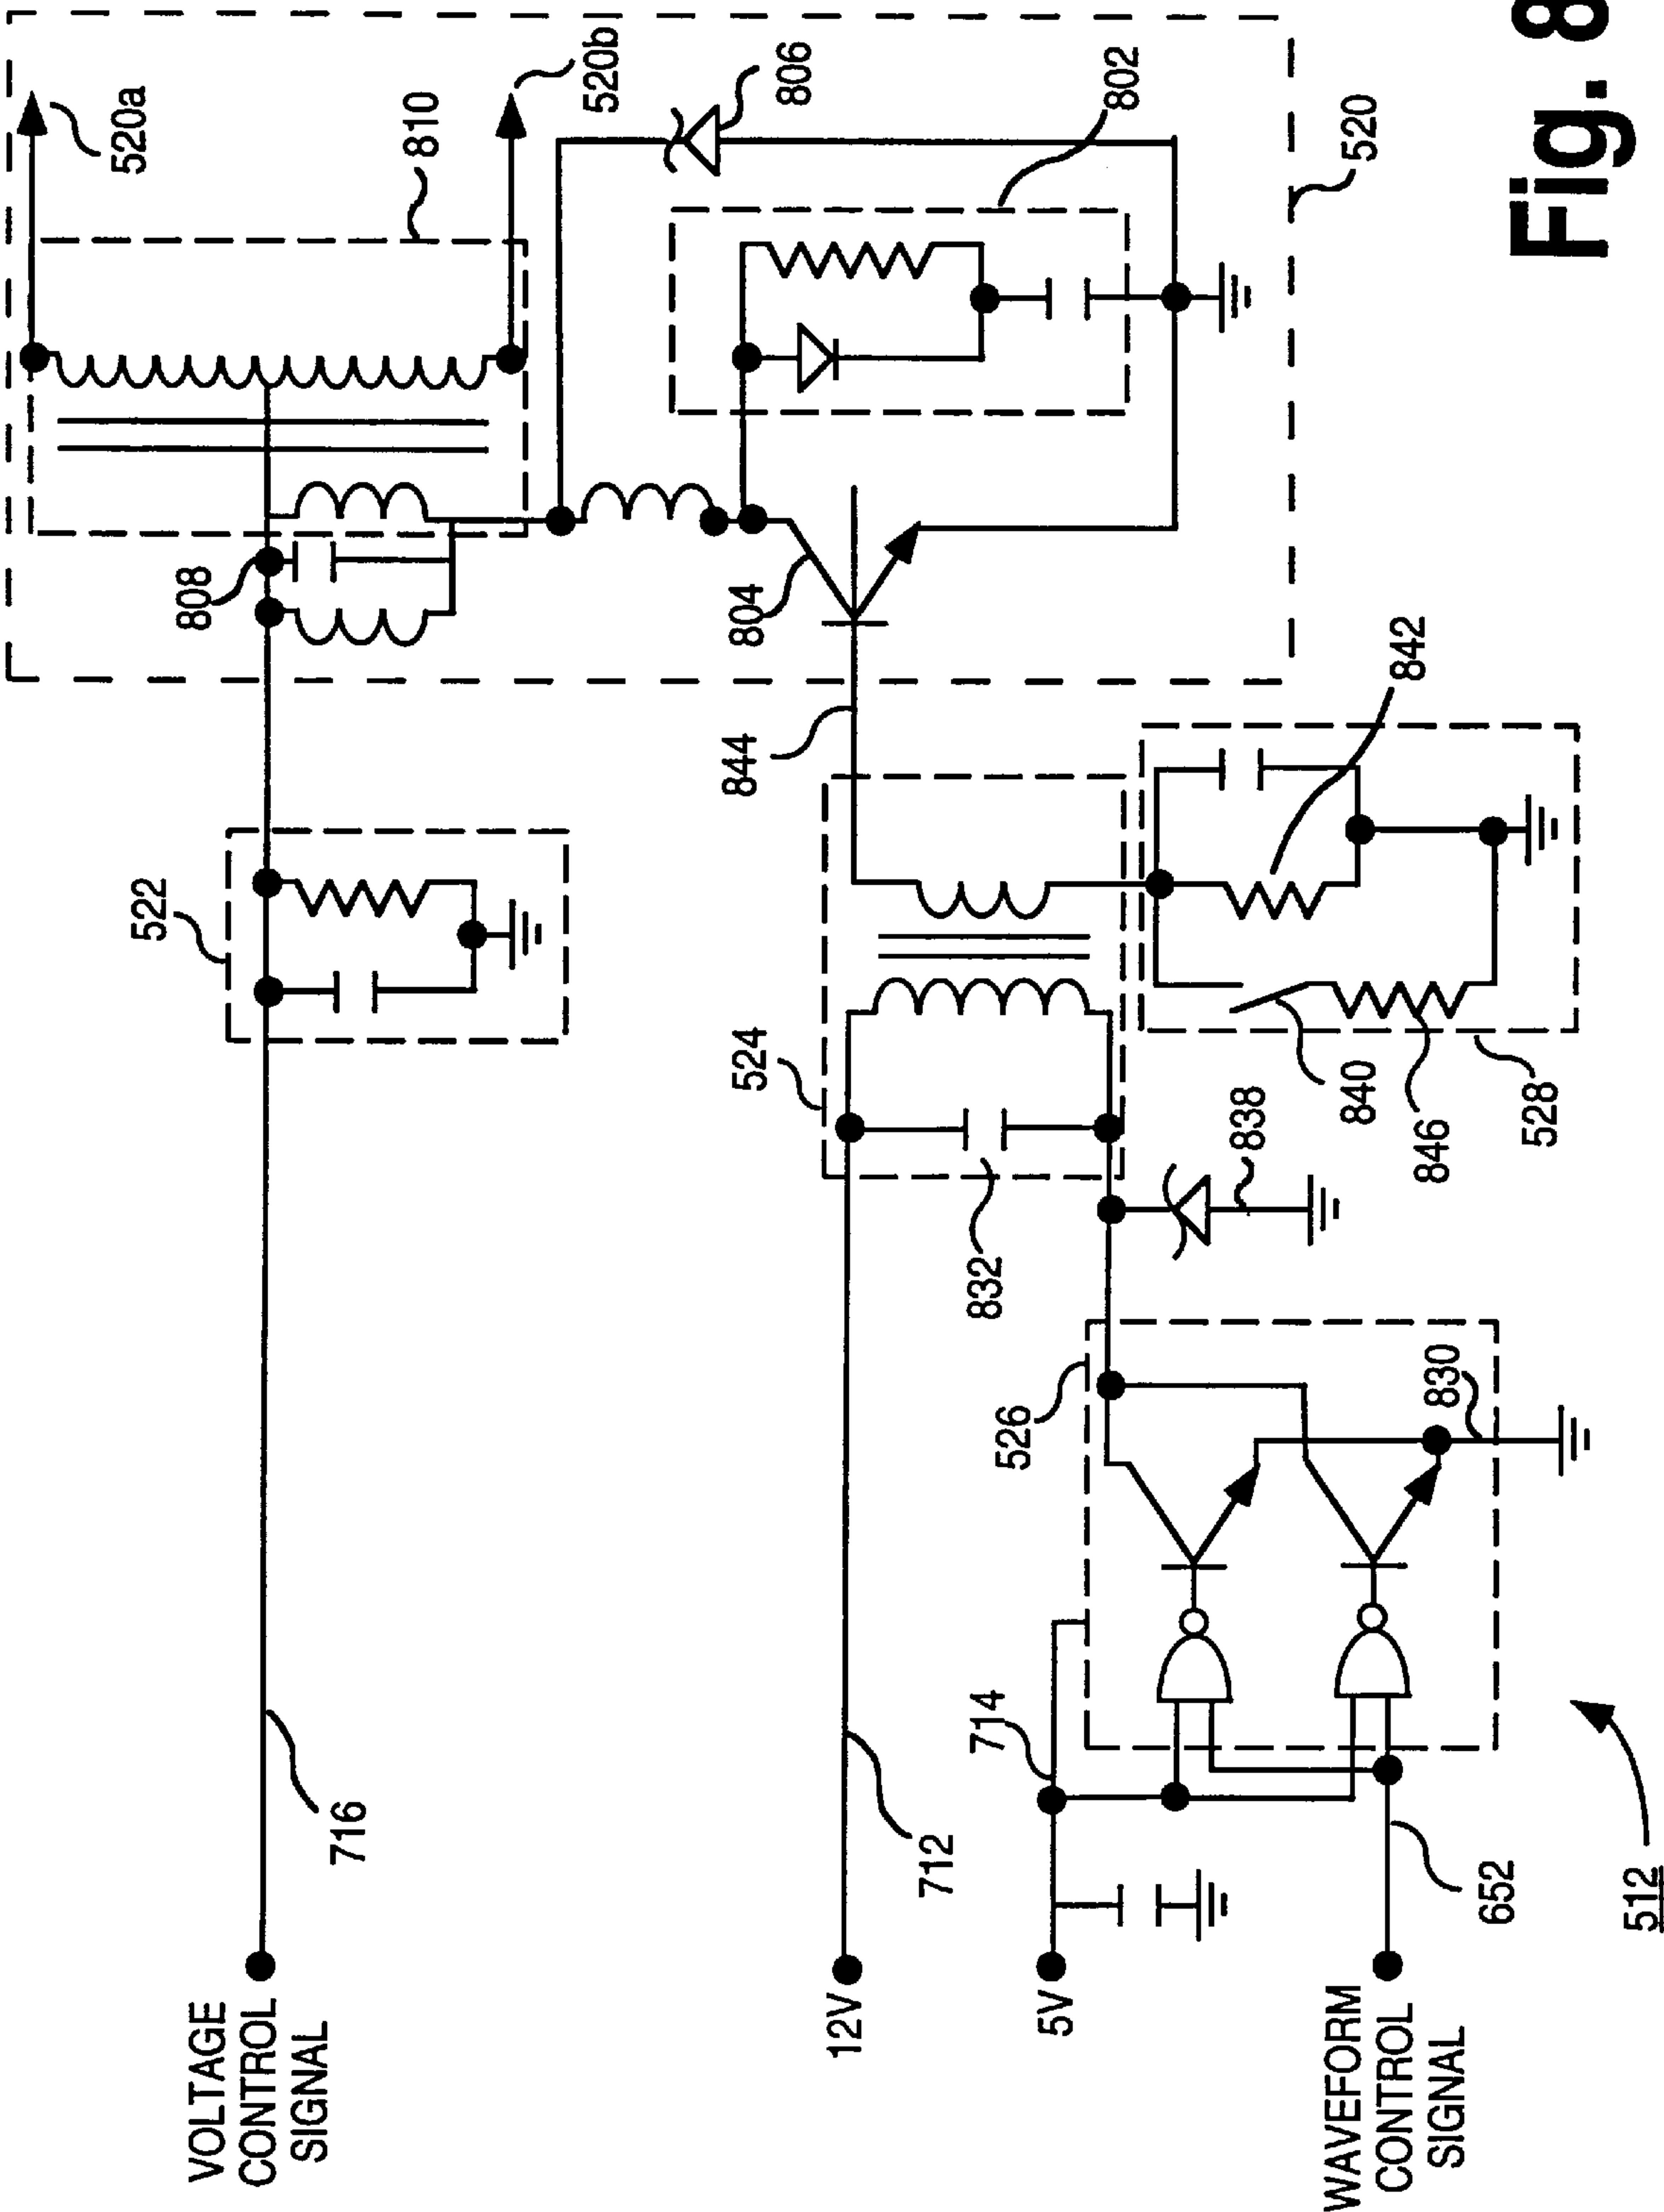 520a
810
520b
806
802
520
Fig. 8
808
804
844
842
522
524
832
838
840
846
528
526
830
716
712
714
652
512
VOLTAGE
CONTROL
SIGNAL
12V
5V
WAVEFORM
CONTROL
SIGNAL